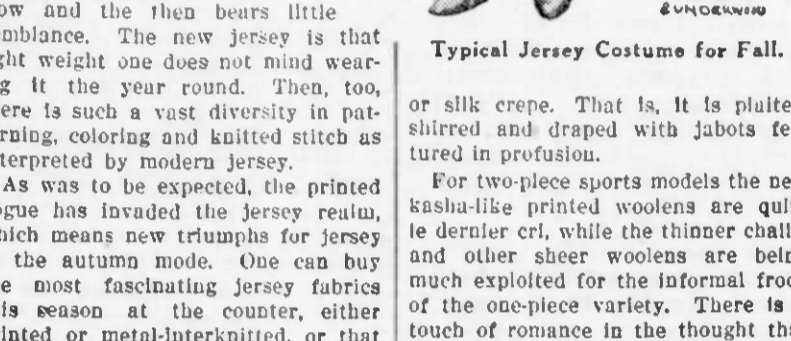 ow and the then bears little
mblance. The new jersey is that
ght weight one does not mind wear-
g it the year round. Then, too,
ere is such a vast diversity in pat-
erning, coloring and knitted stitch as
terpreted by modern jersey.
As was to be expected, the printed
ogue has invaded the jersey realm,
hich means new triumphs for jersey
the autumn mode. One can buy
e most fascinating jersey fabrics
is season at the counter, either
inted or metal-interknitted, or that
UNDERWOOD
Typical Jersey Costume for Fall.
or silk crepe. That is, it is plaite
shirred and draped with jabots fe
tured in profusion.
For two-piece sports models the ne
kasha-like printed woolens are qui
le dernier cri, while the thinner chall
and other sheer woolens are bein
much exploited for the informal froc
of the one-piece variety. There is
touch of romance in the thought tha